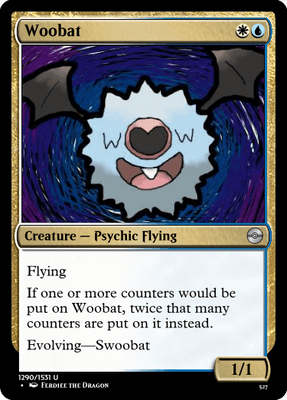 Woobat
W W
Creature — Psychic Flying
Flying
If one or more counters would be
put on Woobat, twice that many
counters are put on it instead.
Evolving—Swoobat
1/1
1290/1531 U
• Ferdiee the Dragon